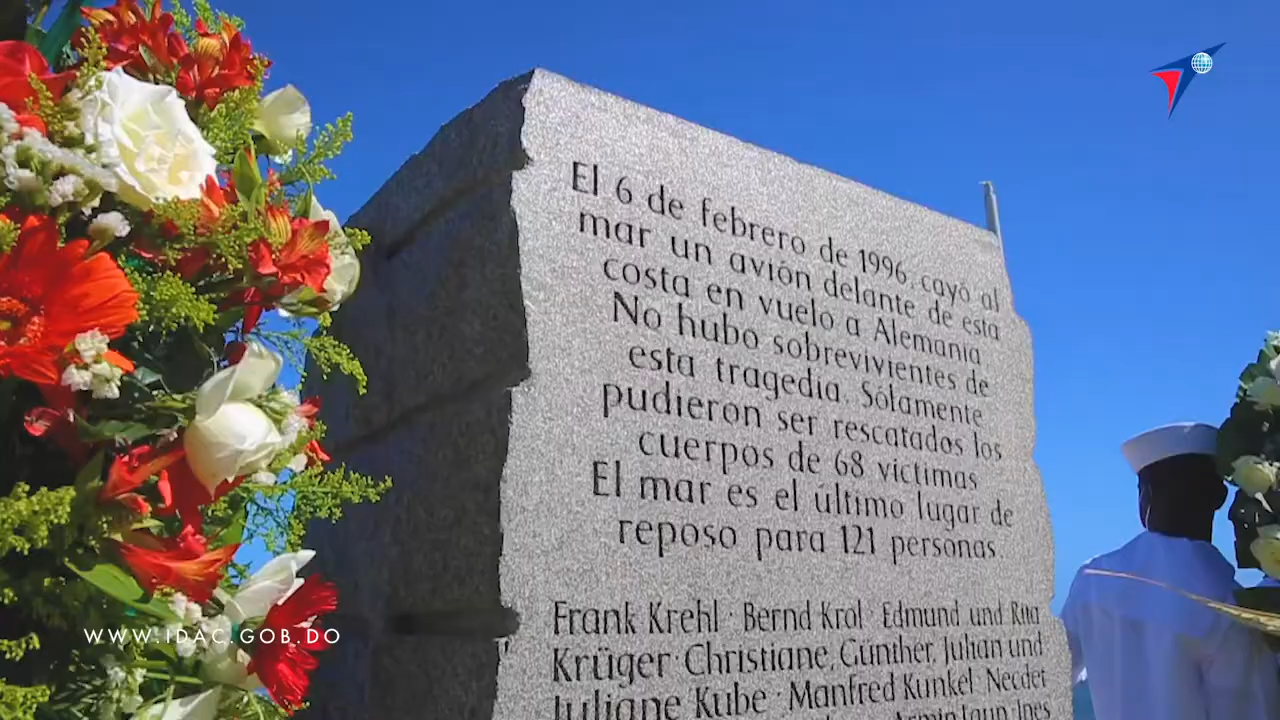 El 6 de febrero de 1996, cayó al
mar un avión delante de esta
costa en vuelo a Alemania
No hubo sobrevivientes de
esta tragedia. Sólamente
pudieron ser rescatados los
cuerpos de 68 víctimas
El mar es el último lugar de
reposo para 121 personas
Frank Krehl · Bernd Krol · Edmund und Rita
Krüger · Christiane, Günther, Julian und
Juliane Kube · Manfred Kunkel · Necdet
Armin Laun · Ines
WWW.IDAC.GOB.DO